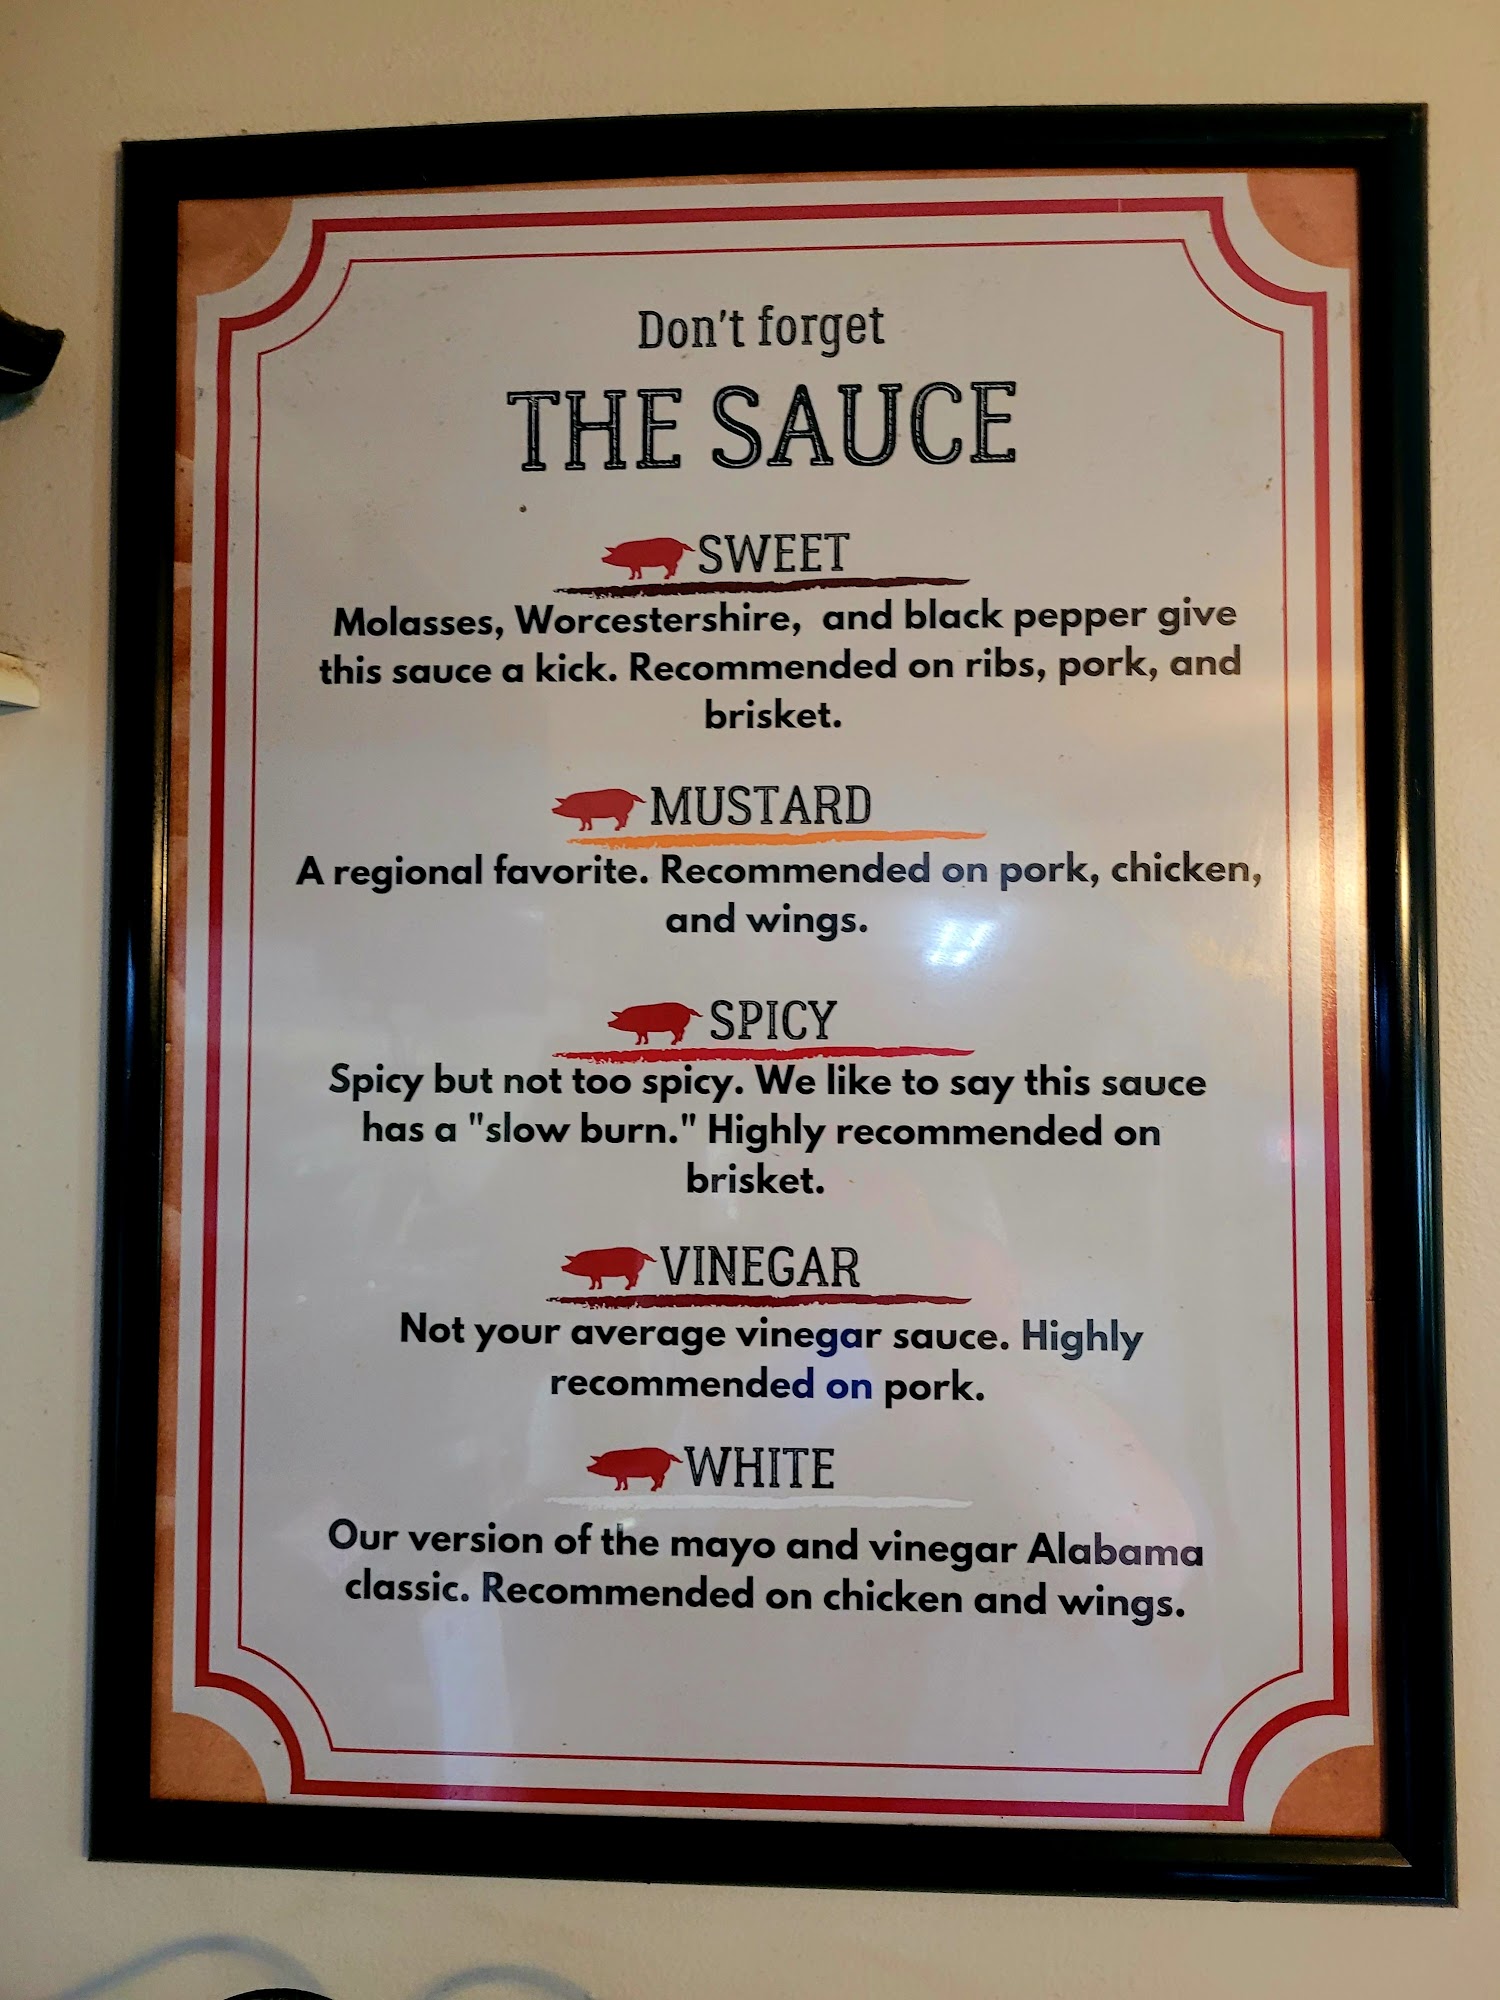 Don't forget
THE SAUCE
SWEET
Molasses, Worcestershire, and black pepper give
this sauce a kick. Recommended on ribs, pork, and
brisket.
MUSTARD
A regional favorite. Recommended on pork, chicken,
and wings.
SPICY
Spicy but not too spicy. We like to say this sauce
has a "slow burn." Highly recommended on
brisket.
VINEGAR
Not your average vinegar sauce. Highly
recommended on pork.
WHITE
Our version of the mayo and vinegar Alabama
classic. Recommended on chicken and wings.